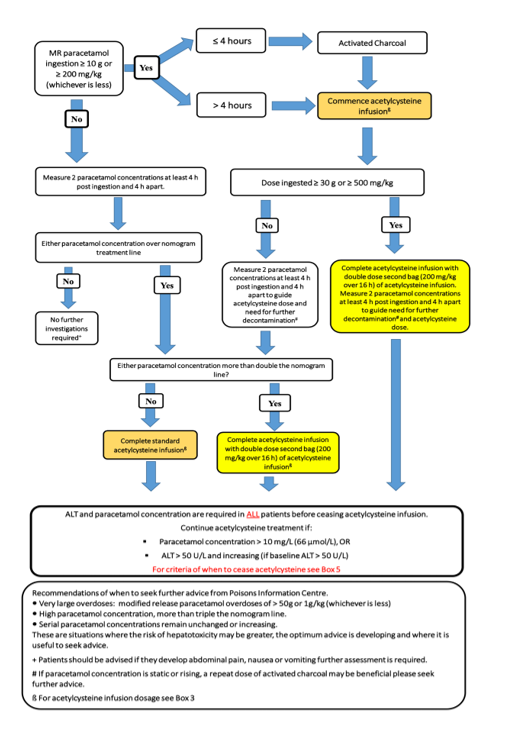 ≤ 4 hours
Activated Charcoal
MR paracetamol
ingestion ≥ 10 g or
≥ 200 mg/kg
(whichever is less)
Yes
> 4 hours
Commence acetylcysteine
infusionß
No
Measure 2 paracetamol concentrations at least 4 h
post ingestion and 4 h apart.
Dose ingested ≥ 30 g or ≥ 500 mg/kg
No
Yes
Either paracetamol concentration over nomogram
treatment line
No
Yes
Measure 2 paracetamol
concentrations at least 4 h
post ingestion and 4 h
apart to guide
acetylcysteine dose and
need for further
decontamination#
Complete acetylcysteine infusion with
double dose second bag (200 mg/kg
over 16 h) of acetylcysteine infusion.
Measure 2 paracetamol concentrations
at least 4 h post ingestion and 4 h apart
to guide need for further
decontamination# and acetylcysteine
dose.
No further
investigations
required+
Either paracetamol concentration more than double the nomogram
line?
No
Yes
Complete standard
acetylcysteine infusionß
Complete acetylcysteine infusion
with double dose second bag (200
mg/kg over 16 h) of acetylcysteine
infusionß
ALT and paracetamol concentration are required in ALL patients before ceasing acetylcysteine infusion.
Continue acetylcysteine treatment if:
▪ Paracetamol concentration > 10 mg/L (66 µmol/L), OR
▪ ALT > 50 U/L and increasing (if baseline ALT > 50 U/L)
For criteria of when to cease acetylcysteine see Box 5
Recommendations of when to seek further advice from Poisons Information Centre.
● Very large overdoses: modified release paracetamol overdoses of > 50g or 1g/kg (whichever is less)
● High paracetamol concentration, more than triple the nomogram line.
● Serial paracetamol concentrations remain unchanged or increasing.
These are situations where the risk of hepatotoxicity may be greater, the optimum advice is developing and where it is
useful to seek advice.
+ Patients should be advised if they develop abdominal pain, nausea or vomiting further assessment is required.
# If paracetamol concentration is static or rising, a repeat dose of activated charcoal may be beneficial please seek
further advice.
ß For acetylcysteine infusion dosage see Box 3